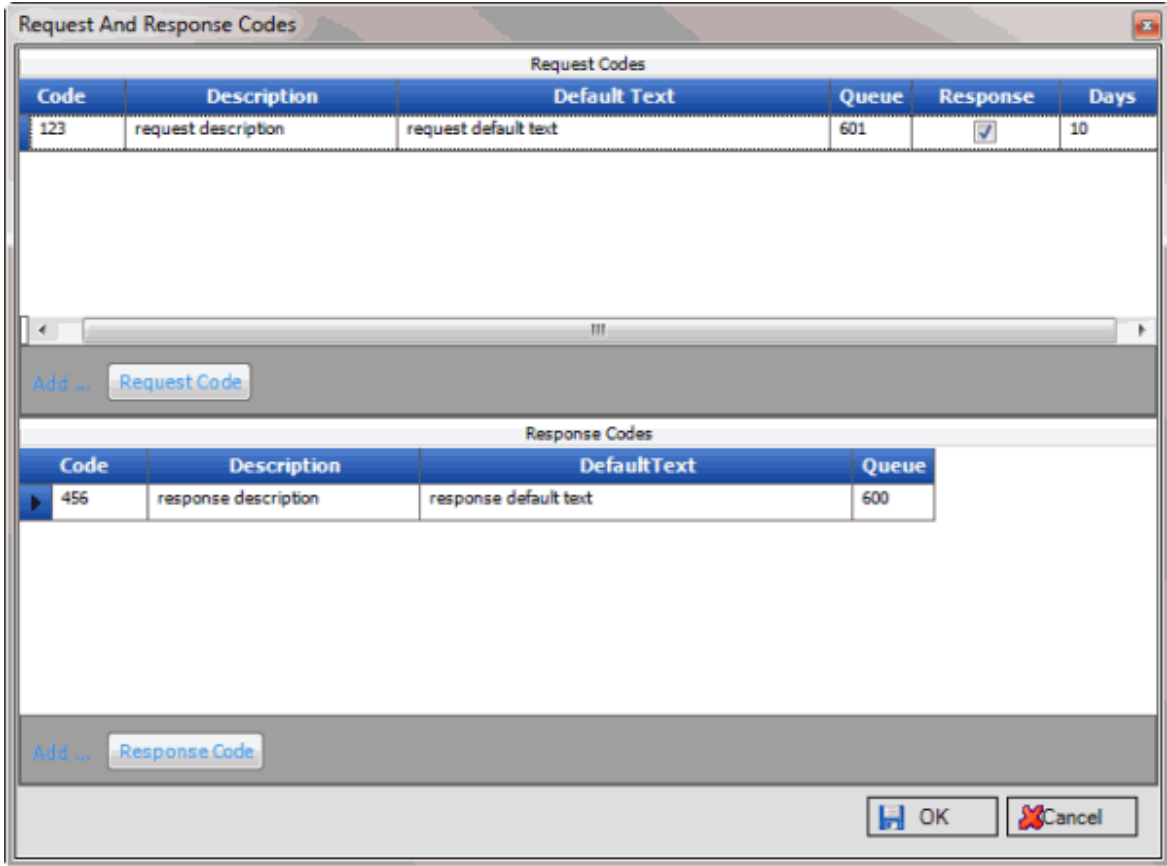 Request And Response Codes
Request Codes
Code Description Default Text Queue Response Days
123 request description request default text 601 10
Add ... Request Code
Response Codes
Code Description DefaultText Queue
456 response description response default text 600
Add ... Response Code
OK Cancel